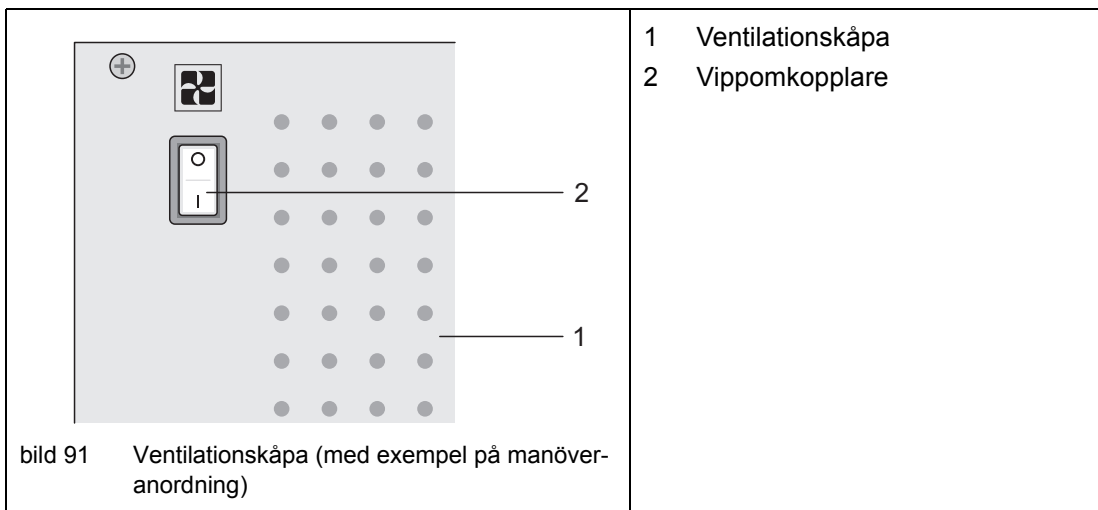 1 Ventilationskåpa
2 Vippomkopplare
O
I
2
1
bild 91 Ventilationskåpa (med exempel på manöver-
anordning)